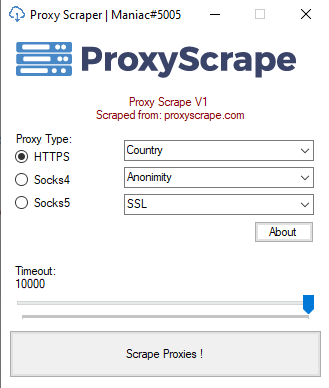 Proxy Scraper | Maniac#5005
ProxyScrape
Proxy Scrape V1
Scraped from: proxyscrape.com
Proxy Type:
HTTPS
Socks4
Socks5
Country
Anonimity
SSL
About
Timeout:
10000
Scrape Proxies !